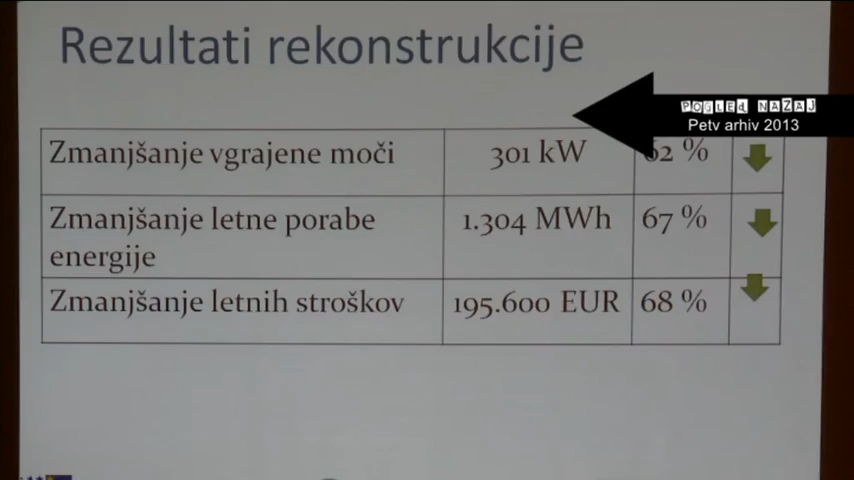 Rezultati rekonstrukcije
POGLEd NAZAJ
Petv arhiv 2013
Zmanjšanje vgrajene moči 301 kW 62 %
Zmanjšanje letne porabe 1.304 MWh 67 %
energije
Zmanjšanje letnih stroškov 195.600 EUR 68 %